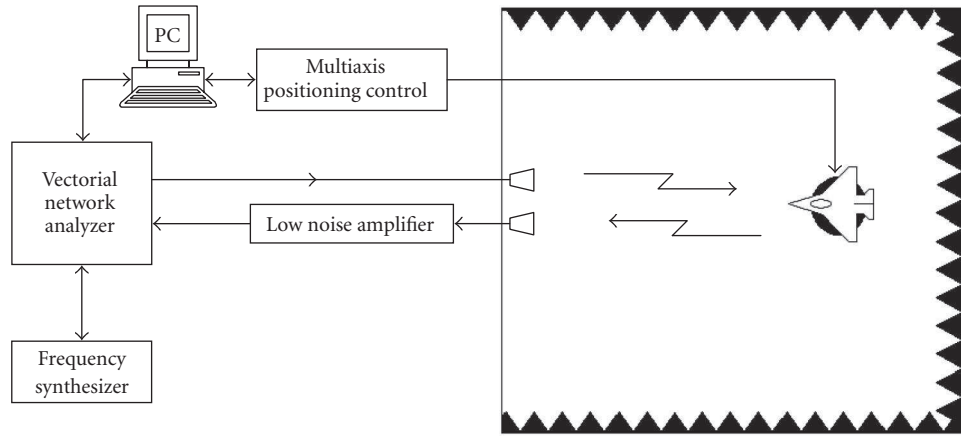 PC
Multiaxis
positioning control
Vectorial
network
analyzer
Low noise amplifier
Frequency
synthesizer